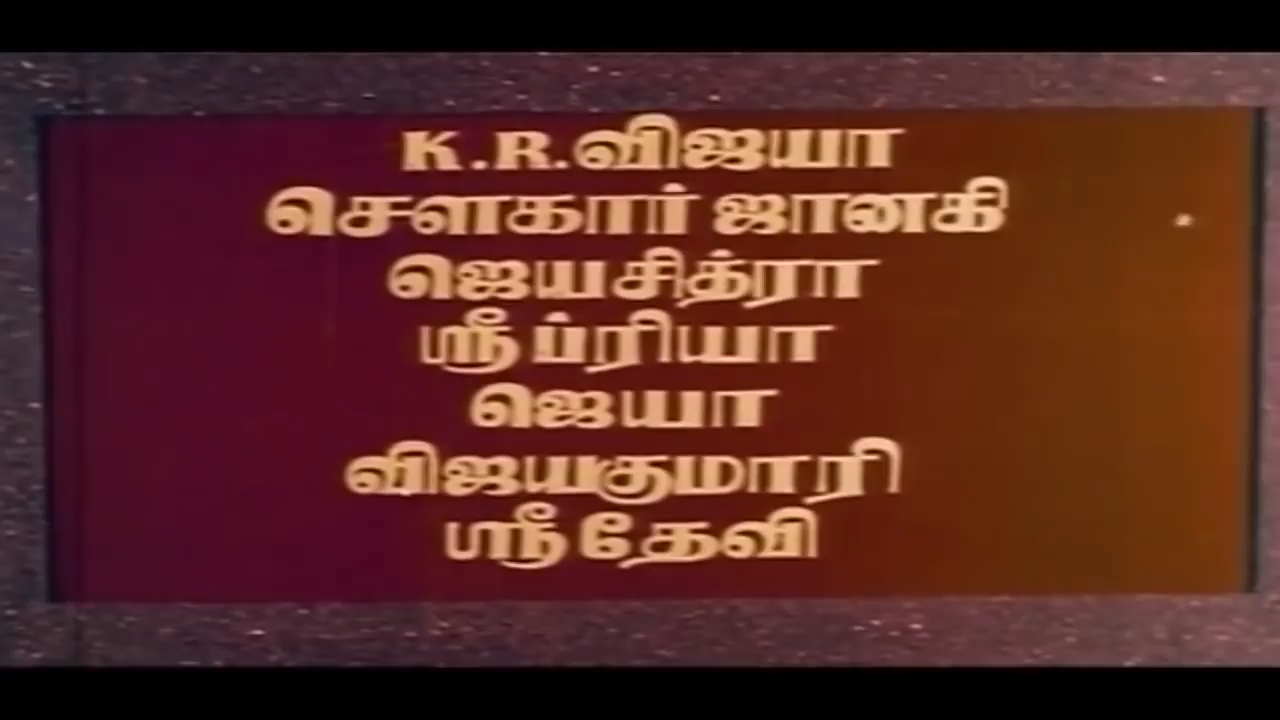 K.R.விஜயா
சௌகார் ஜானகி
ஜெயசித்ரா
ஸ்ரீப்ரியா
ஜெயா
விஜயகுமாரி
ஸ்ரீதேவி